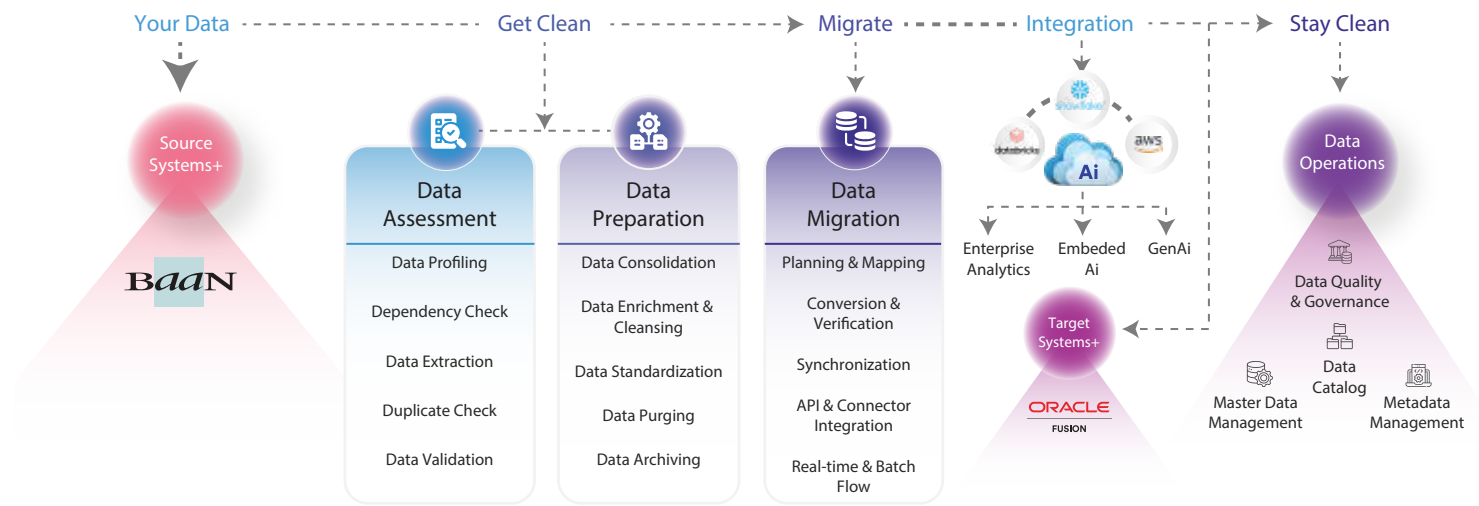 Your Data
Get Clean
Migrate
Integration
Stay Clean
Source
Systems+
BaaN
Data
Assessment
Data Profiling
Dependency Check
Data Extraction
Duplicate Check
Data Validation
Data
Preparation
Data Consolidation
Data Enrichment &
Cleansing
Data Standardization
Data Purging
Data Archiving
Data
Migration
Planning & Mapping
Conversion &
Verification
Synchronization
API & Connector
Integration
Real-time & Batch
Flow
snowflake
databricks
aws
Ai
Enterprise
Analytics
Embeded
Ai
GenAi
Target
Systems+
ORACLE
FUSION
Data
Operations
Data Quality
& Governance
Data
Catalog
Master Data
Management
Metadata
Management